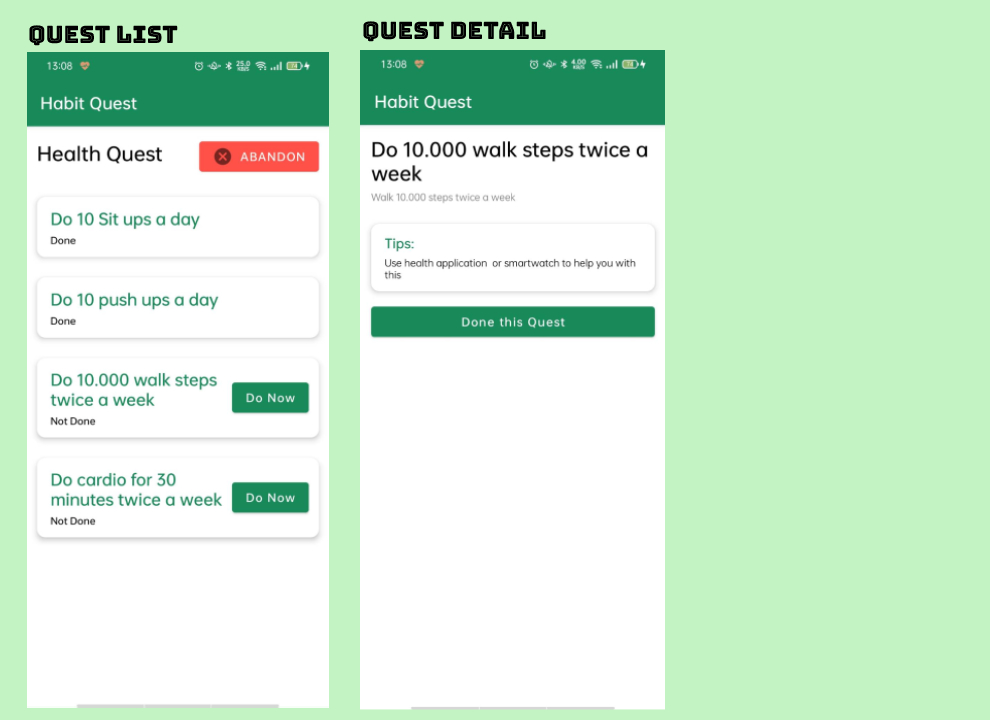 QUEST LIST
13:08
25.0
Habit Quest
Health Quest
ABANDON
Do 10 Sit ups a day
Done
Do 10 push ups a day
Done
Do 10.000 walk steps
twice a week
Not Done
Do Now
Do cardio for 30
minutes twice a week
Not Done
Do Now
QUEST DETAIL
13:08
4.00
Habit Quest
Do 10.000 walk steps twice a
week
Walk 10.000 steps twice a week
Tips:
Use health application  or smartwatch to help you with
this
Done this Quest